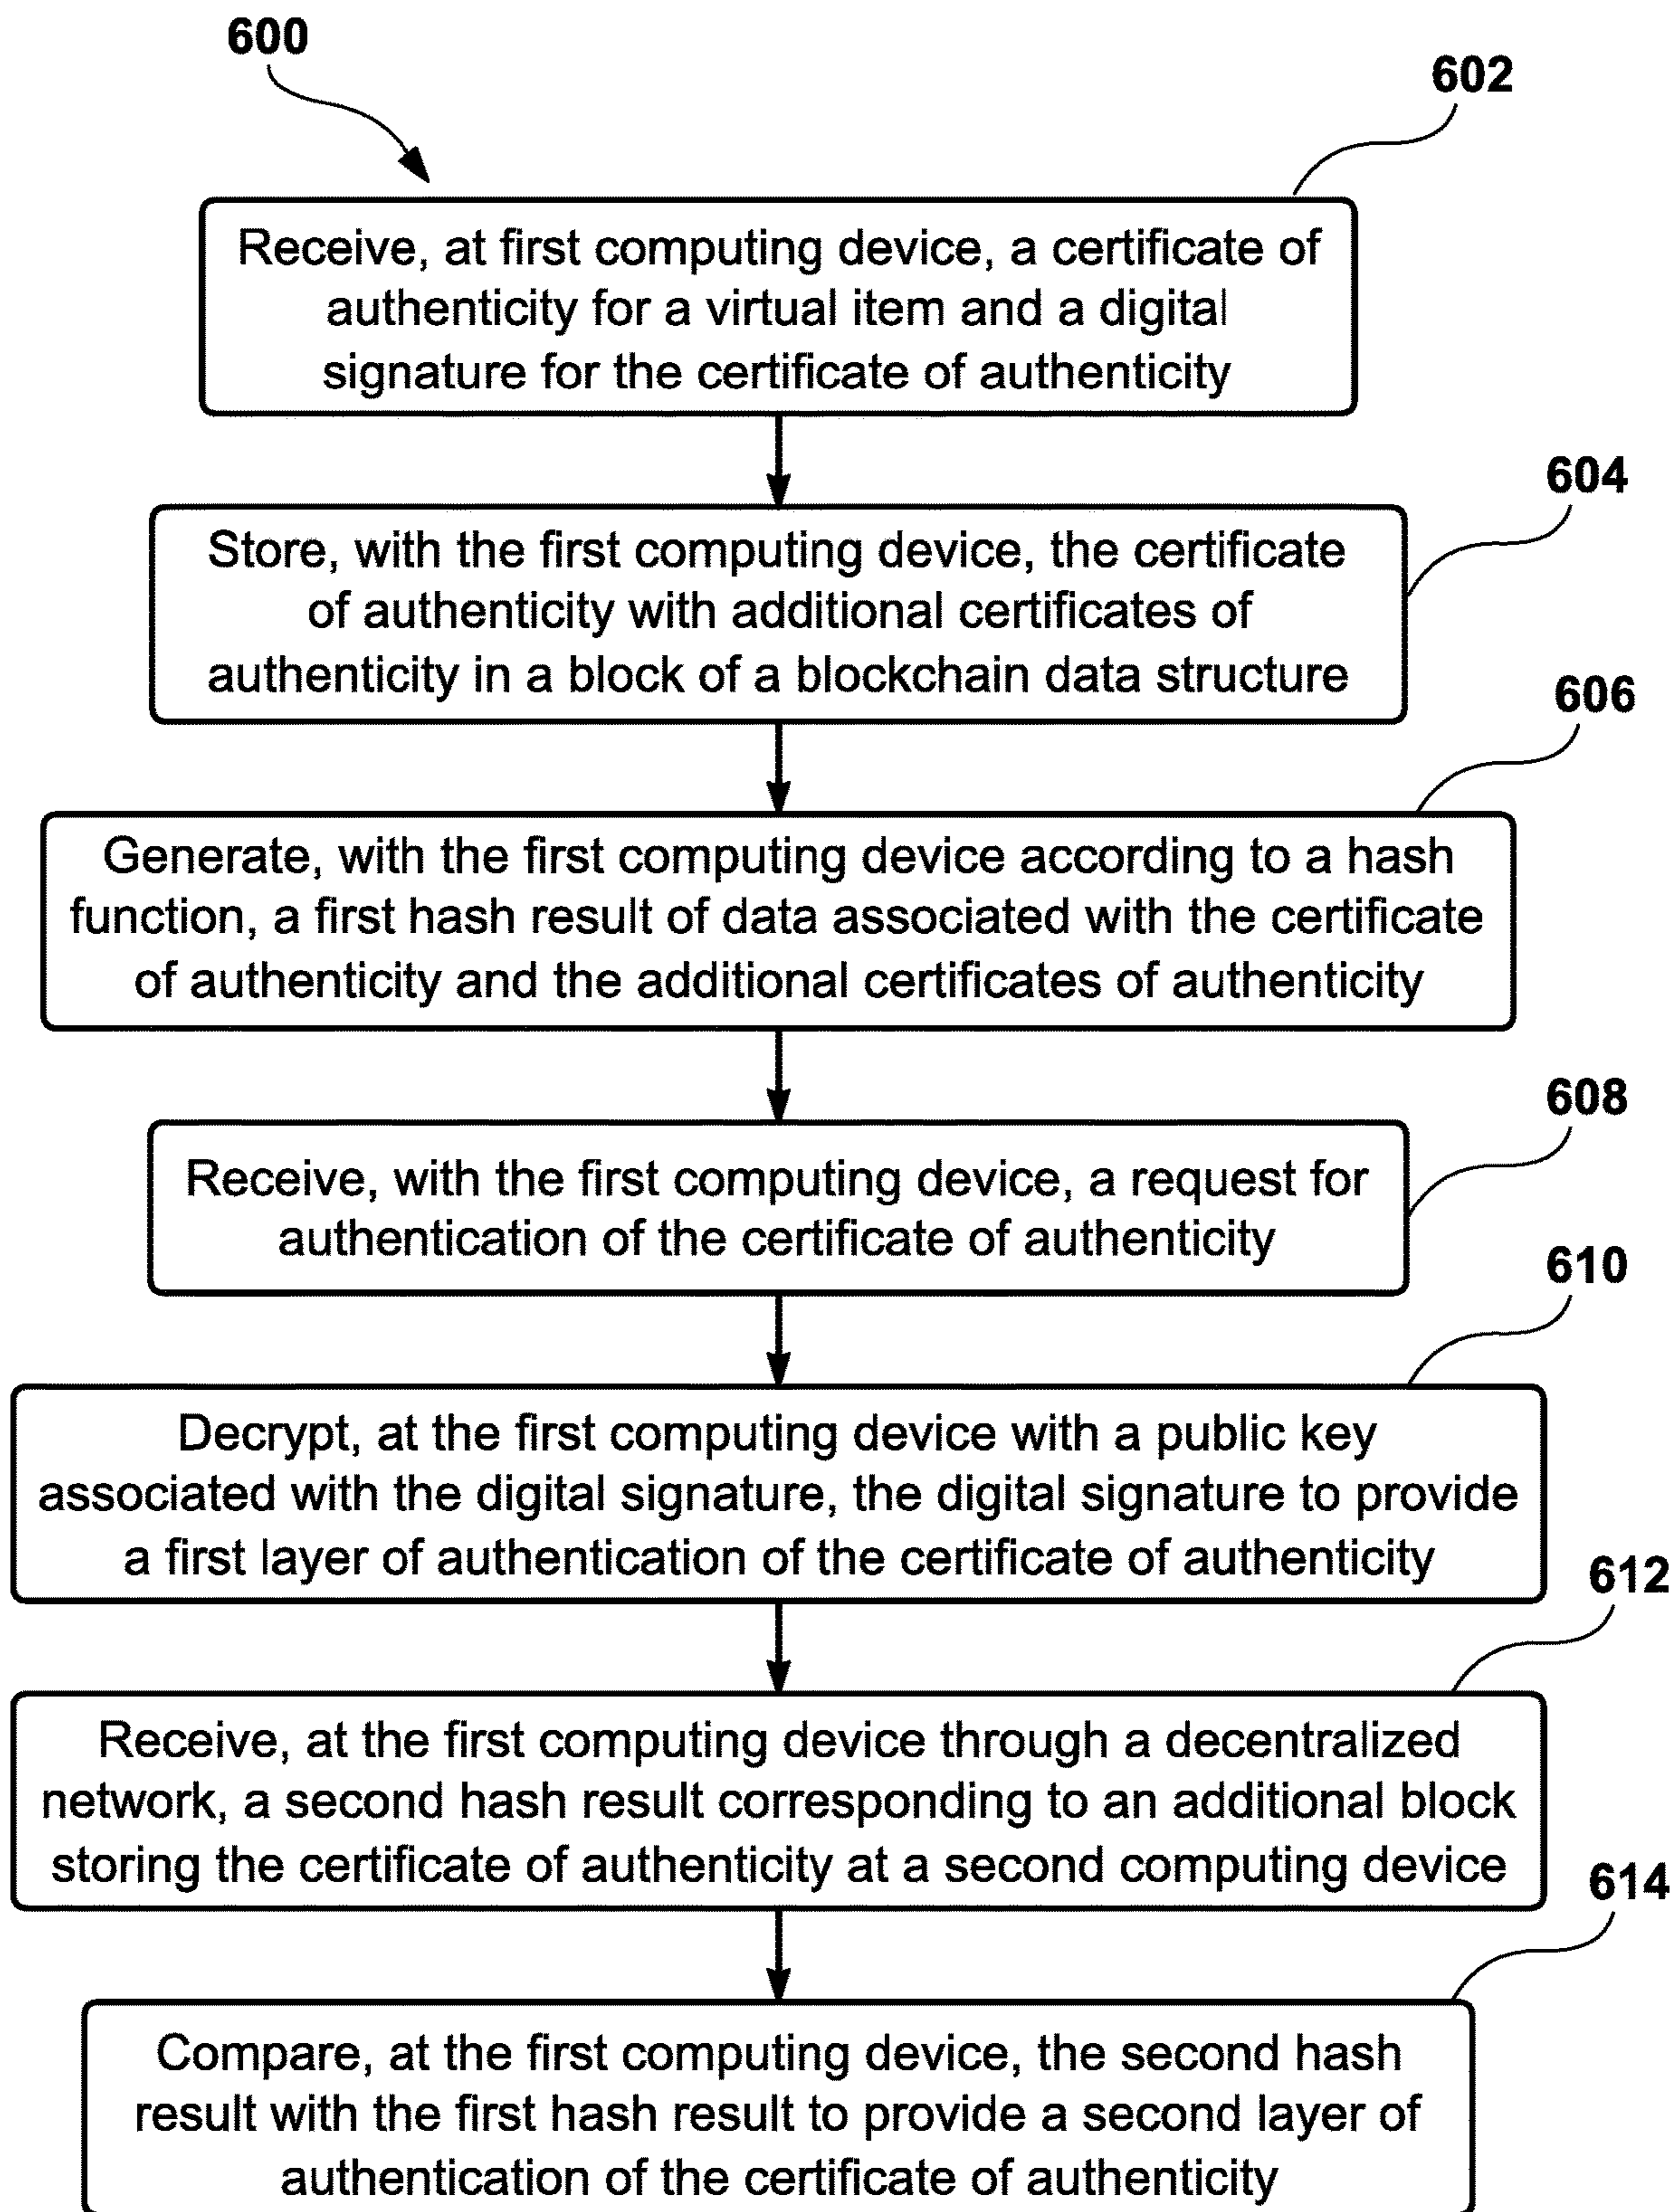 600
602
Receive, at first computing device, a certificate of
authenticity for a virtual item and a digital
signature for the certificate of authenticity
604
Store, with the first computing device, the certificate
of authenticity with additional certificates of
authenticity in a block of a blockchain data structure
606
Generate, with the first computing device according to a hash
function, a first hash result of data associated with the certificate
of authenticity and the additional certificates of authenticity
608
Receive, with the first computing device, a request for
authentication of the certificate of authenticity
610
Decrypt, at the first computing device with a public key
associated with the digital signature, the digital signature to provide
a first layer of authentication of the certificate of authenticity
612
Receive, at the first computing device through a decentralized
network, a second hash result corresponding to an additional block
storing the certificate of authenticity at a second computing device
614
Compare, at the first computing device, the second hash
result with the first hash result to provide a second layer of
authentication of the certificate of authenticity